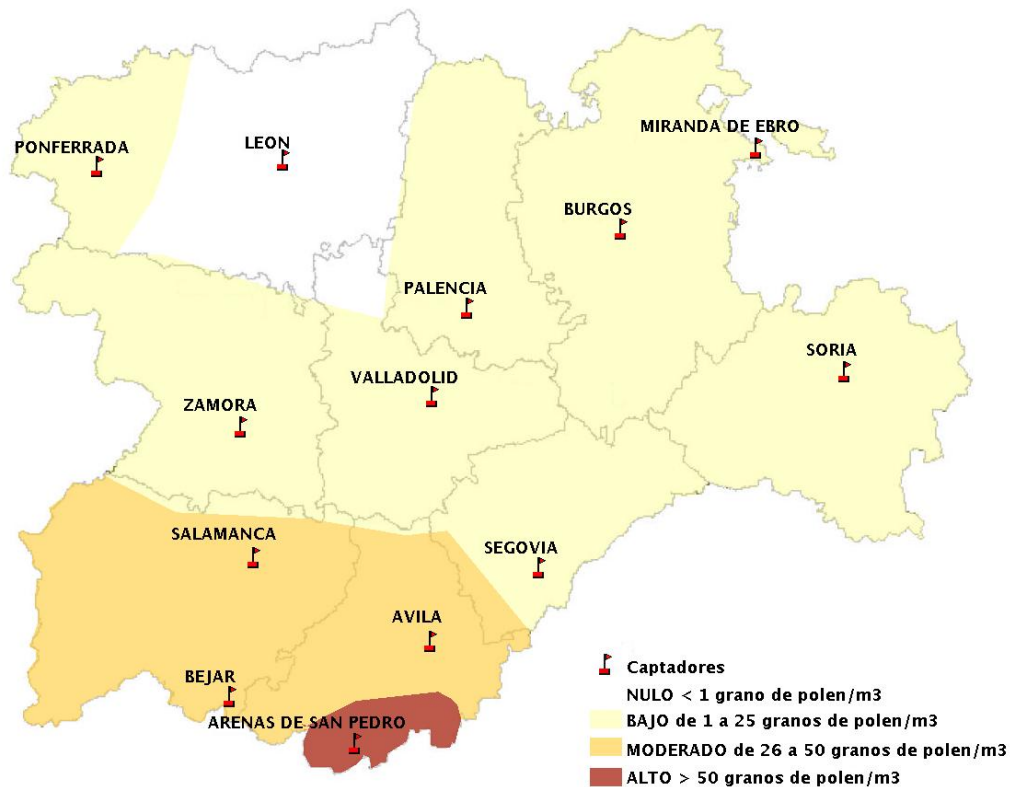 MIRANDA DE EBRO
PONFERRADA
LEON
BURGOS
PALENCIA
SORIA
VALLADOLID
ZAMORA
SALAMANCA
SEGOVIA
AVILA
BEJAR
ARENAS DE SAN PEDRO
Captadores
NULO < 1 grano de polen/m3
BAJO de 1 a 25 granos de polen/m3
MODERADO de 26 a 50 granos de polen/m3
ALTO > 50 granos de polen/m3